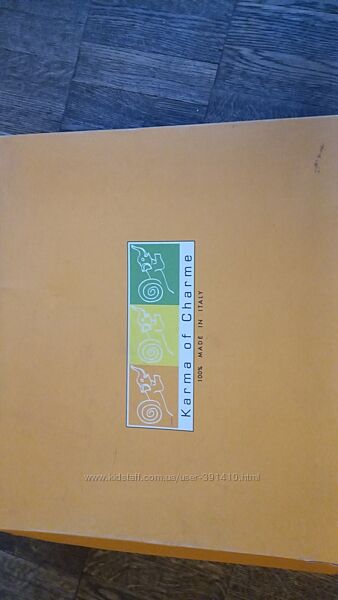 Karma of Charme
100% MADE IN ITALY
www.kidstaff.com.ua/user-391410.html